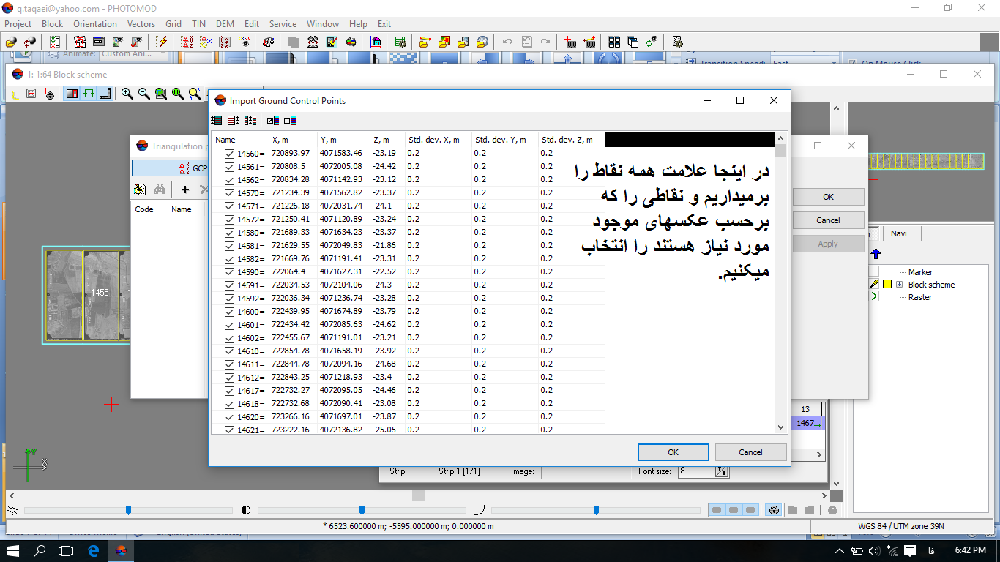 q.taqaei@yahoo.com - PHOTOMOD
Project Block Orientation Vectors Grid TIN DEM Edit Service Window Help Exit
Animate: Custom Ani...
Transition Speed: Fast
On Mouse Click
1: 1:64 Block scheme
Import Ground Control Points
Triangulation p
GCP
Code Name
Name X, m Y, m Z, m Std. dev. X, m Std. dev. Y, m Std. dev. Z, m
14560= 720893.97 4071583.46 -23.19 0.2 0.2 0.2
14561= 720808.5 4072005.08 -24.42 0.2 0.2 0.2
14562= 720834.28 4071142.93 -23.12 0.2 0.2 0.2
14570= 721234.39 4071562.82 -23.37 0.2 0.2 0.2
14571= 721226.18 4072031.74 -24.1 0.2 0.2 0.2
14572= 721250.41 4071120.89 -23.24 0.2 0.2 0.2
14580= 721689.33 4071634.23 -23.37 0.2 0.2 0.2
14581= 721629.55 4072049.83 -21.86 0.2 0.2 0.2
14582= 721669.76 4071191.41 -23.31 0.2 0.2 0.2
14590= 722064.4 4071627.31 -22.52 0.2 0.2 0.2
14591= 722034.53 4072104.06 -24.3 0.2 0.2 0.2
14592= 722036.34 4071236.74 -23.28 0.2 0.2 0.2
14600= 722439.95 4071674.89 -23.79 0.2 0.2 0.2
14601= 722434.42 4072085.63 -24.62 0.2 0.2 0.2
14602= 722455.67 4071191.01 -23.21 0.2 0.2 0.2
14610= 722854.78 4071658.19 -23.92 0.2 0.2 0.2
14611= 722844.78 4072094.16 -24.68 0.2 0.2 0.2
14612= 722843.25 4071218.93 -23.4 0.2 0.2 0.2
14617= 722732.27 4072095.05 -24.46 0.2 0.2 0.2
14618= 722732.68 4072090.41 -23.08 0.2 0.2 0.2
14620= 723266.16 4071697.01 -23.87 0.2 0.2 0.2
14621= 723222.16 4072136.82 -25.05 0.2 0.2 0.2
در اینجا علامت همه نقاط را
برمیداریم و نقاطی را که
برحسب عکسهای موجود
مورد نیاز هستند را انتخاب
میکنیم.
OK
Cancel
Apply
Navi
Marker
Block scheme
Raster
1455
13
1467
OK Cancel
Strip: Strip 1 [1/1] Image: Font size: 8
Y
X
* 6523.600000 m; -5595.000000 m; 0.000000 m
WGS 84 / UTM zone 39N
فا 6:42 PM